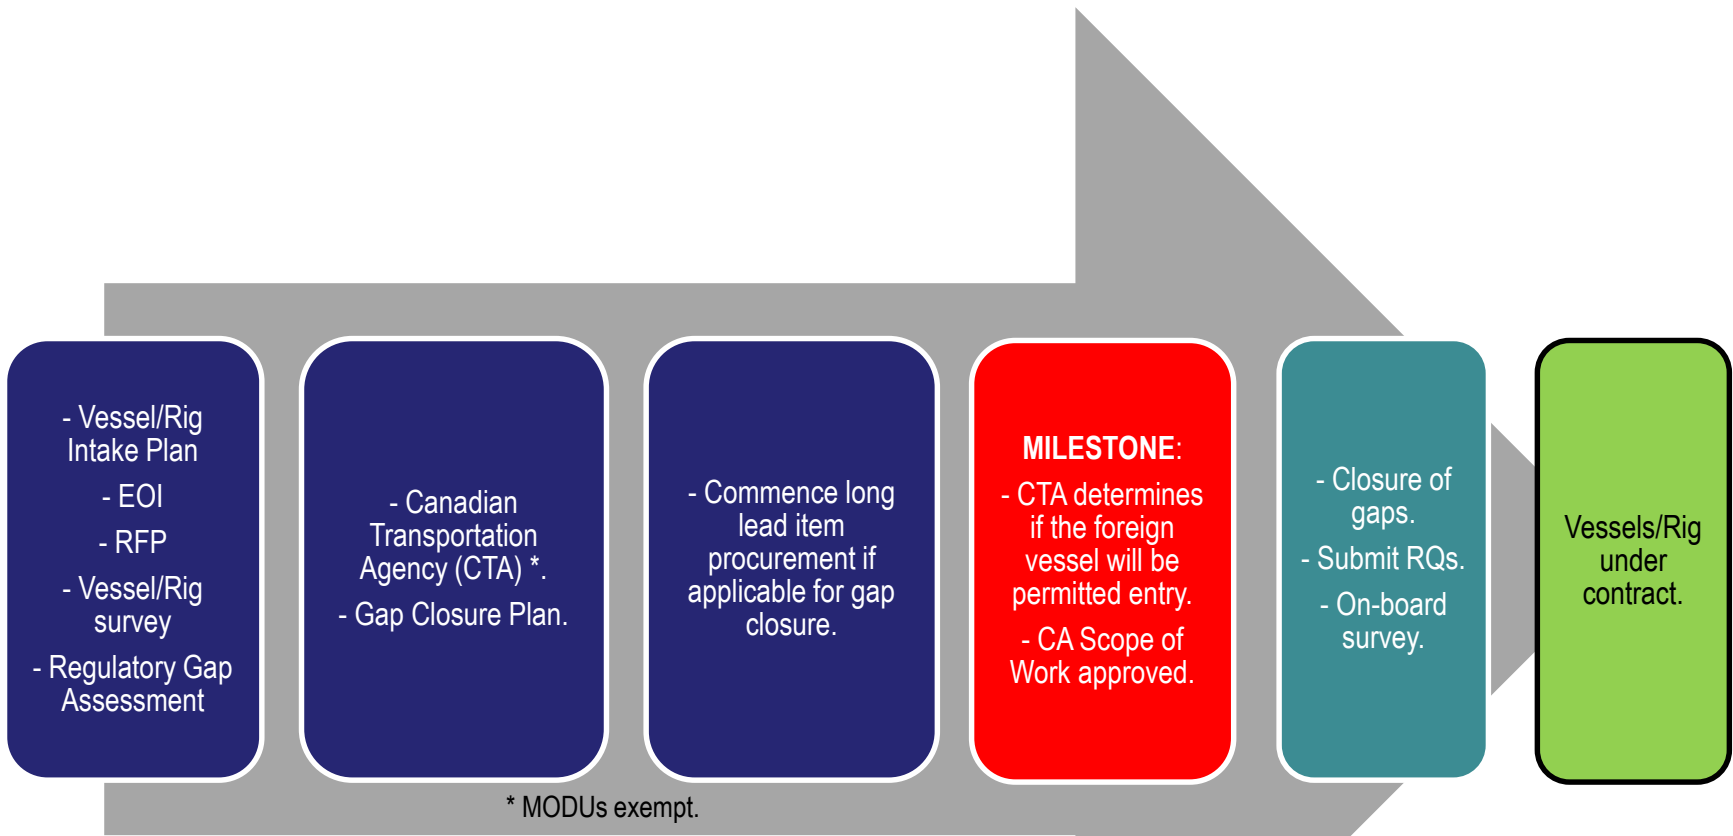 - Vessel/Rig
Intake Plan
- EOI
- RFP
- Vessel/Rig
survey
- Regulatory Gap
Assessment
- Canadian
Transportation
Agency (CTA) *.
- Gap Closure Plan.
- Commence long
lead item
procurement if
applicable for gap
closure.
MILESTONE:
- CTA determines
if the foreign
vessel will be
permitted entry.
- CA Scope of
Work approved.
- Closure of
gaps.
- Submit RQs.
- On-board
survey.
Vessels/Rig
under
contract.
* MODUs exempt.